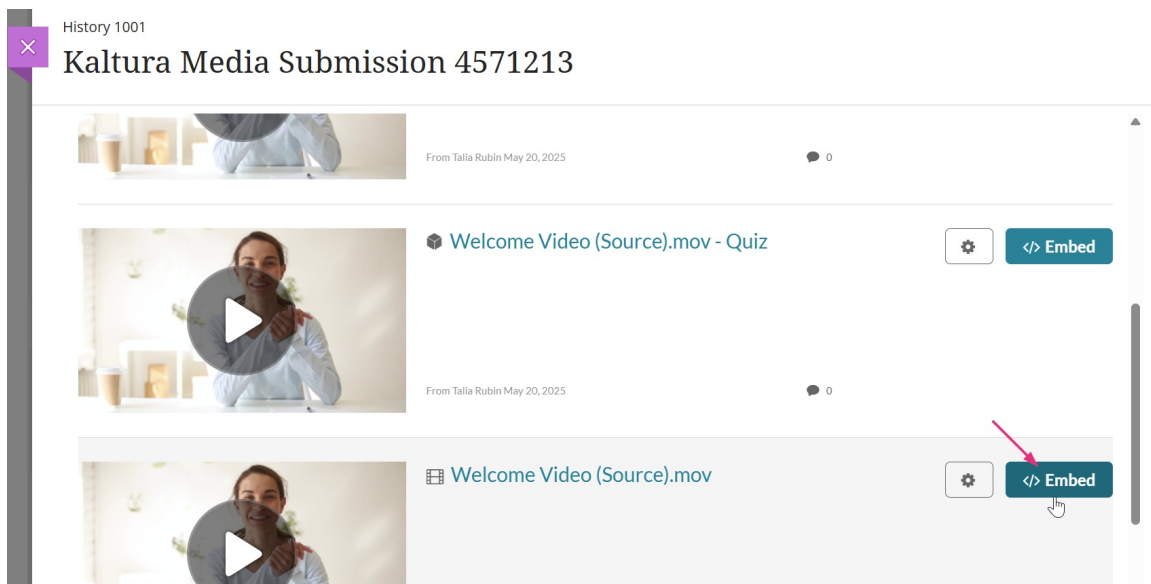 History 1001
Kaltura Media Submission 4571213
From Talia Rubin May 20, 2025
0
Welcome Video (Source).mov - Quiz
</> Embed
From Talia Rubin May 20, 2025
0
Welcome Video (Source).mov
</> Embed